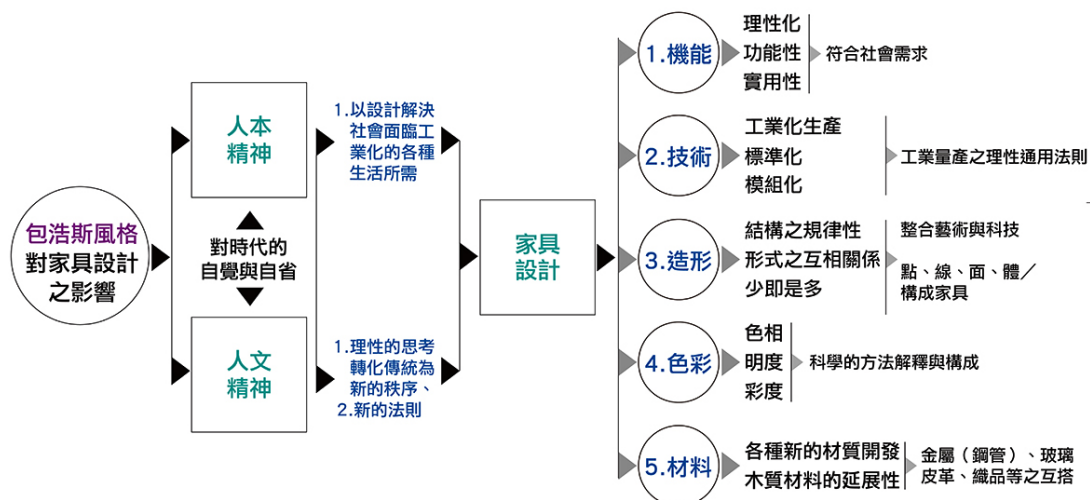 包浩斯風格
對家具設計
之影響
人本
精神
對時代的
自覺與自省
人文
精神
1.以設計解決
社會面臨工
業化的各種
生活所需
1.理性的思考
轉化傳統為
新的秩序、
2.新的法則
家具
設計
1.機能
理性化
功能性
實用性
符合社會需求
2.技術
工業化生產
標準化
模組化
工業量產之理性通用法則
3.造形
結構之規律性
形式之互相關係
少即是多
整合藝術與科技
點、線、面、體／
構成家具
4.色彩
色相
明度
彩度
科學的方法解釋與構成
5.材料
各種新的材質開發
木質材料的延展性
金屬（鋼管）、玻璃
皮革、織品等之互搭